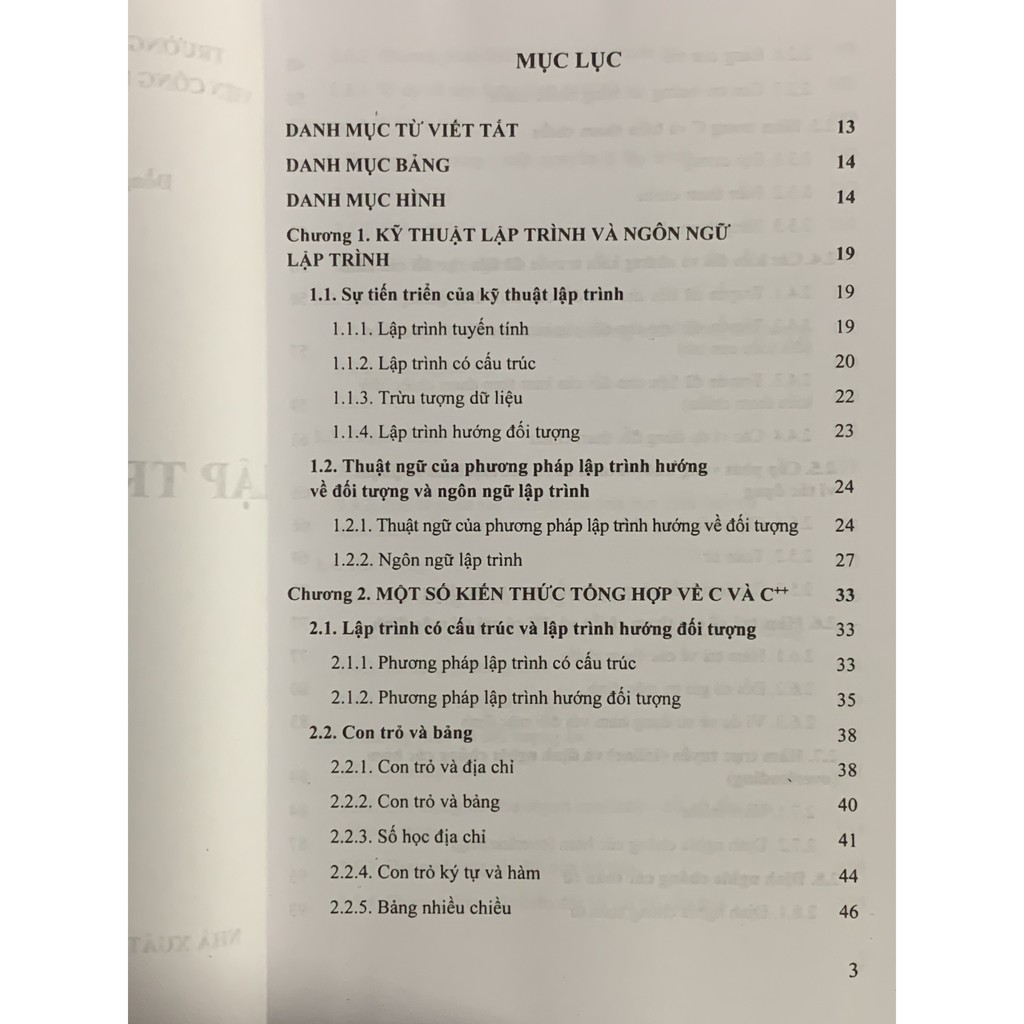 MỤC LỤC
DANH MỤC TỪ VIẾT TẮT 13
DANH MỤC BẢNG 14
DANH MỤC HÌNH 14
Chương 1. KỸ THUẬT LẬP TRÌNH VÀ NGÔN NGỮ
LẬP TRÌNH 19
1.1. Sự tiến triển của kỹ thuật lập trình 19
1.1.1. Lập trình tuyến tính 19
1.1.2. Lập trình có cấu trúc 20
1.1.3. Trừu tượng dữ liệu 22
1.1.4. Lập trình hướng đối tượng 23
1.2. Thuật ngữ của phương pháp lập trình hướng
về đối tượng và ngôn ngữ lập trình 24
1.2.1. Thuật ngữ của phương pháp lập trình hướng về đối tượng 24
1.2.2. Ngôn ngữ lập trình 27
Chương 2. MỘT SỐ KIẾN THỨC TỔNG HỢP VỀ C VÀ C++ 33
2.1. Lập trình có cấu trúc và lập trình hướng đối tượng 33
2.1.1. Phương pháp lập trình có cấu trúc 33
2.1.2. Phương pháp lập trình hướng đối tượng 35
2.2. Con trỏ và bảng 38
2.2.1. Con trỏ và địa chỉ 38
2.2.2. Con trỏ và bảng 40
2.2.3. Số học địa chỉ 41
2.2.4. Con trỏ ký tự và hàm 44
2.2.5. Bảng nhiều chiều 46
3